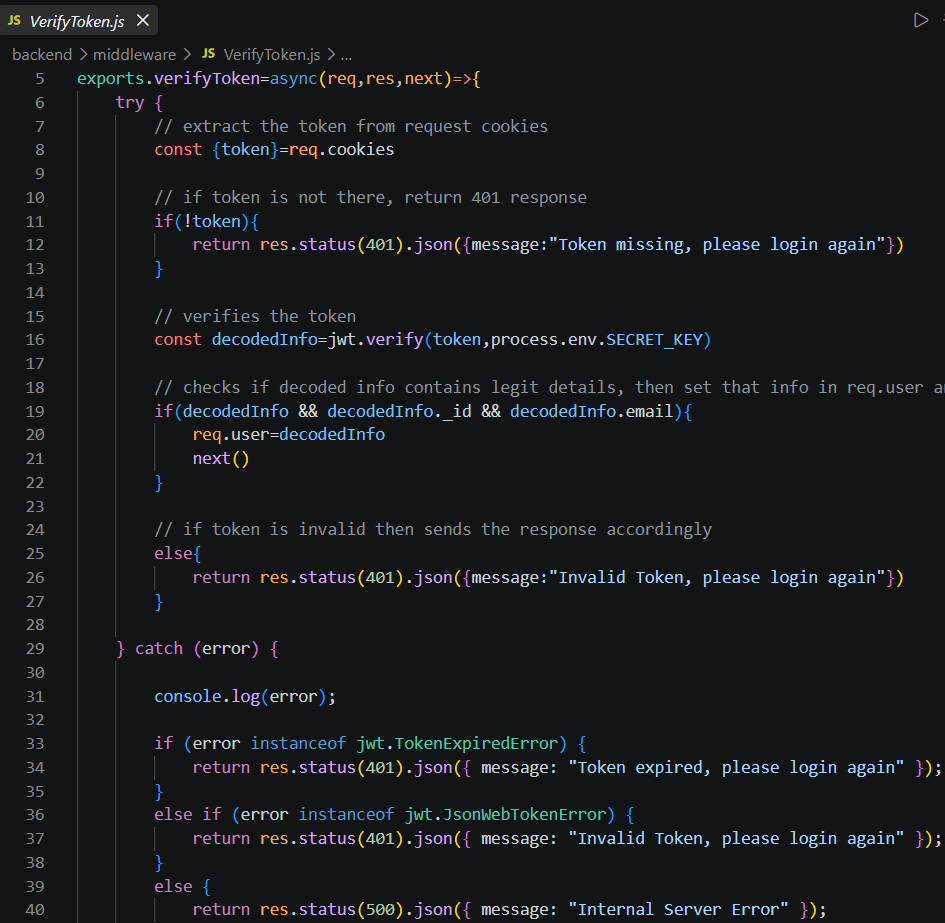 JS VerifyToken.js
backend > middleware > JS VerifyToken.js > ...
5 exports.verifyToken=async(req,res,next)=>{
6 try {
7 // extract the token from request cookies
8 const {token}=req.cookies
9
10 // if token is not there, return 401 response
11 if(!token){
12 return res.status(401).json({message:"Token missing, please login again"})
13 }
14
15 // verifies the token
16 const decodedInfo=jwt.verify(token,process.env.SECRET_KEY)
17
18 // checks if decoded info contains legit details, then set that info in req.user
19 if(decodedInfo && decodedInfo._id && decodedInfo.email){
20 req.user=decodedInfo
21 next()
22 }
23
24 // if token is invalid then sends the response accordingly
25 else{
26 return res.status(401).json({message:"Invalid Token, please login again"})
27 }
28
29 } catch (error) {
30
31 console.log(error);
32
33 if (error instanceof jwt.TokenExpiredError) {
34 return res.status(401).json({ message: "Token expired, please login again" });
35 }
36 else if (error instanceof jwt.JsonWebTokenError) {
37 return res.status(401).json({ message: "Invalid Token, please login again" });
38 }
39 else {
40 return res.status(500).json({ message: "Internal Server Error" });